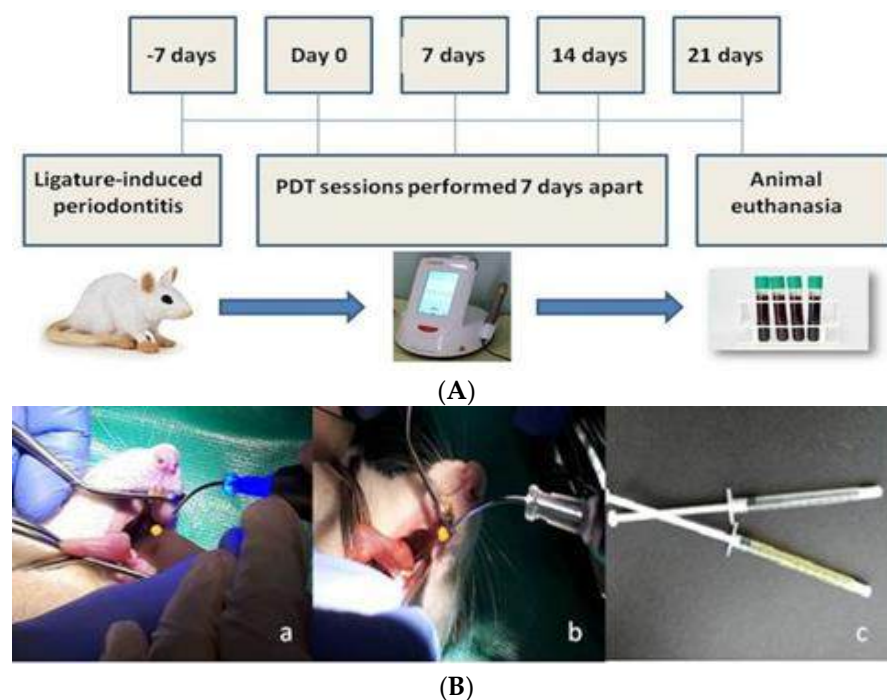 -7 days
Day 0
7 days
14 days
21 days
Ligature-induced
periodontitis
PDT sessions performed 7 days apart
Animal
euthanasia
(A)
a
b
c
(B)